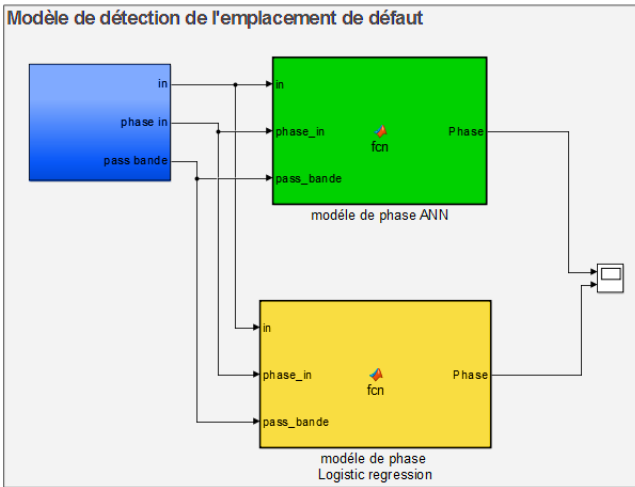 Modèle de détection de l'emplacement de défaut
in
phase in
pass bande
in
phase_in
pass_bande
fcn
Phase
modéle de phase ANN
in
phase_in
pass_bande
fcn
Phase
modéle de phase
Logistic regression